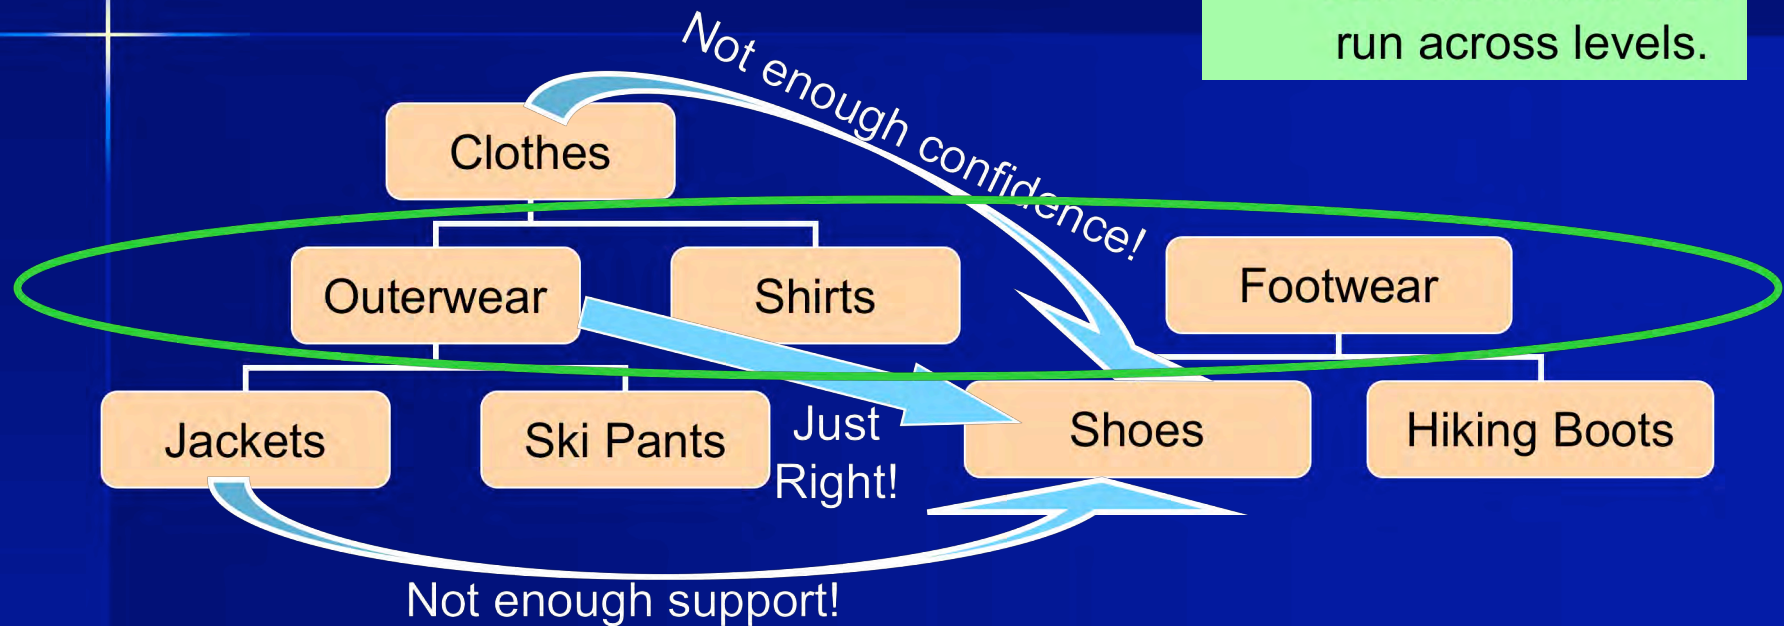 run across levels.
Not enough confidence!
Clothes
Outerwear
Shirts
Footwear
Jackets
Ski Pants
Just
Right!
Shoes
Hiking Boots
Not enough support!